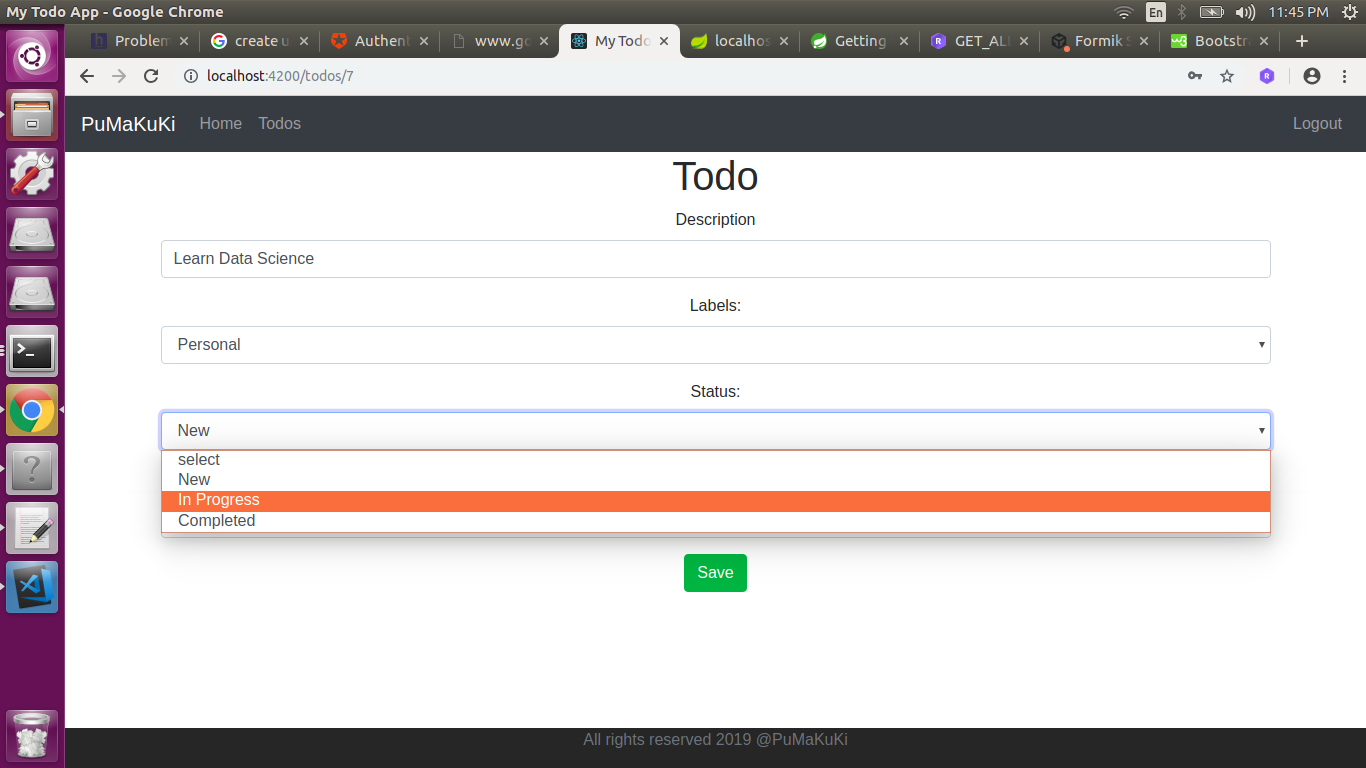 My Todo App - Google Chrome
En
11:45 PM
Problem
create u
Authent
www.go
My Todo
localhos
Getting
GET_ALL
Formik
Bootstr
localhost:4200/todos/7
PuMaKuKi
Home
Todos
Logout
Todo
Description
Learn Data Science
Labels:
Personal
Status:
New
select
New
In Progress
Completed
Save
All rights reserved 2019 @PuMaKuKi